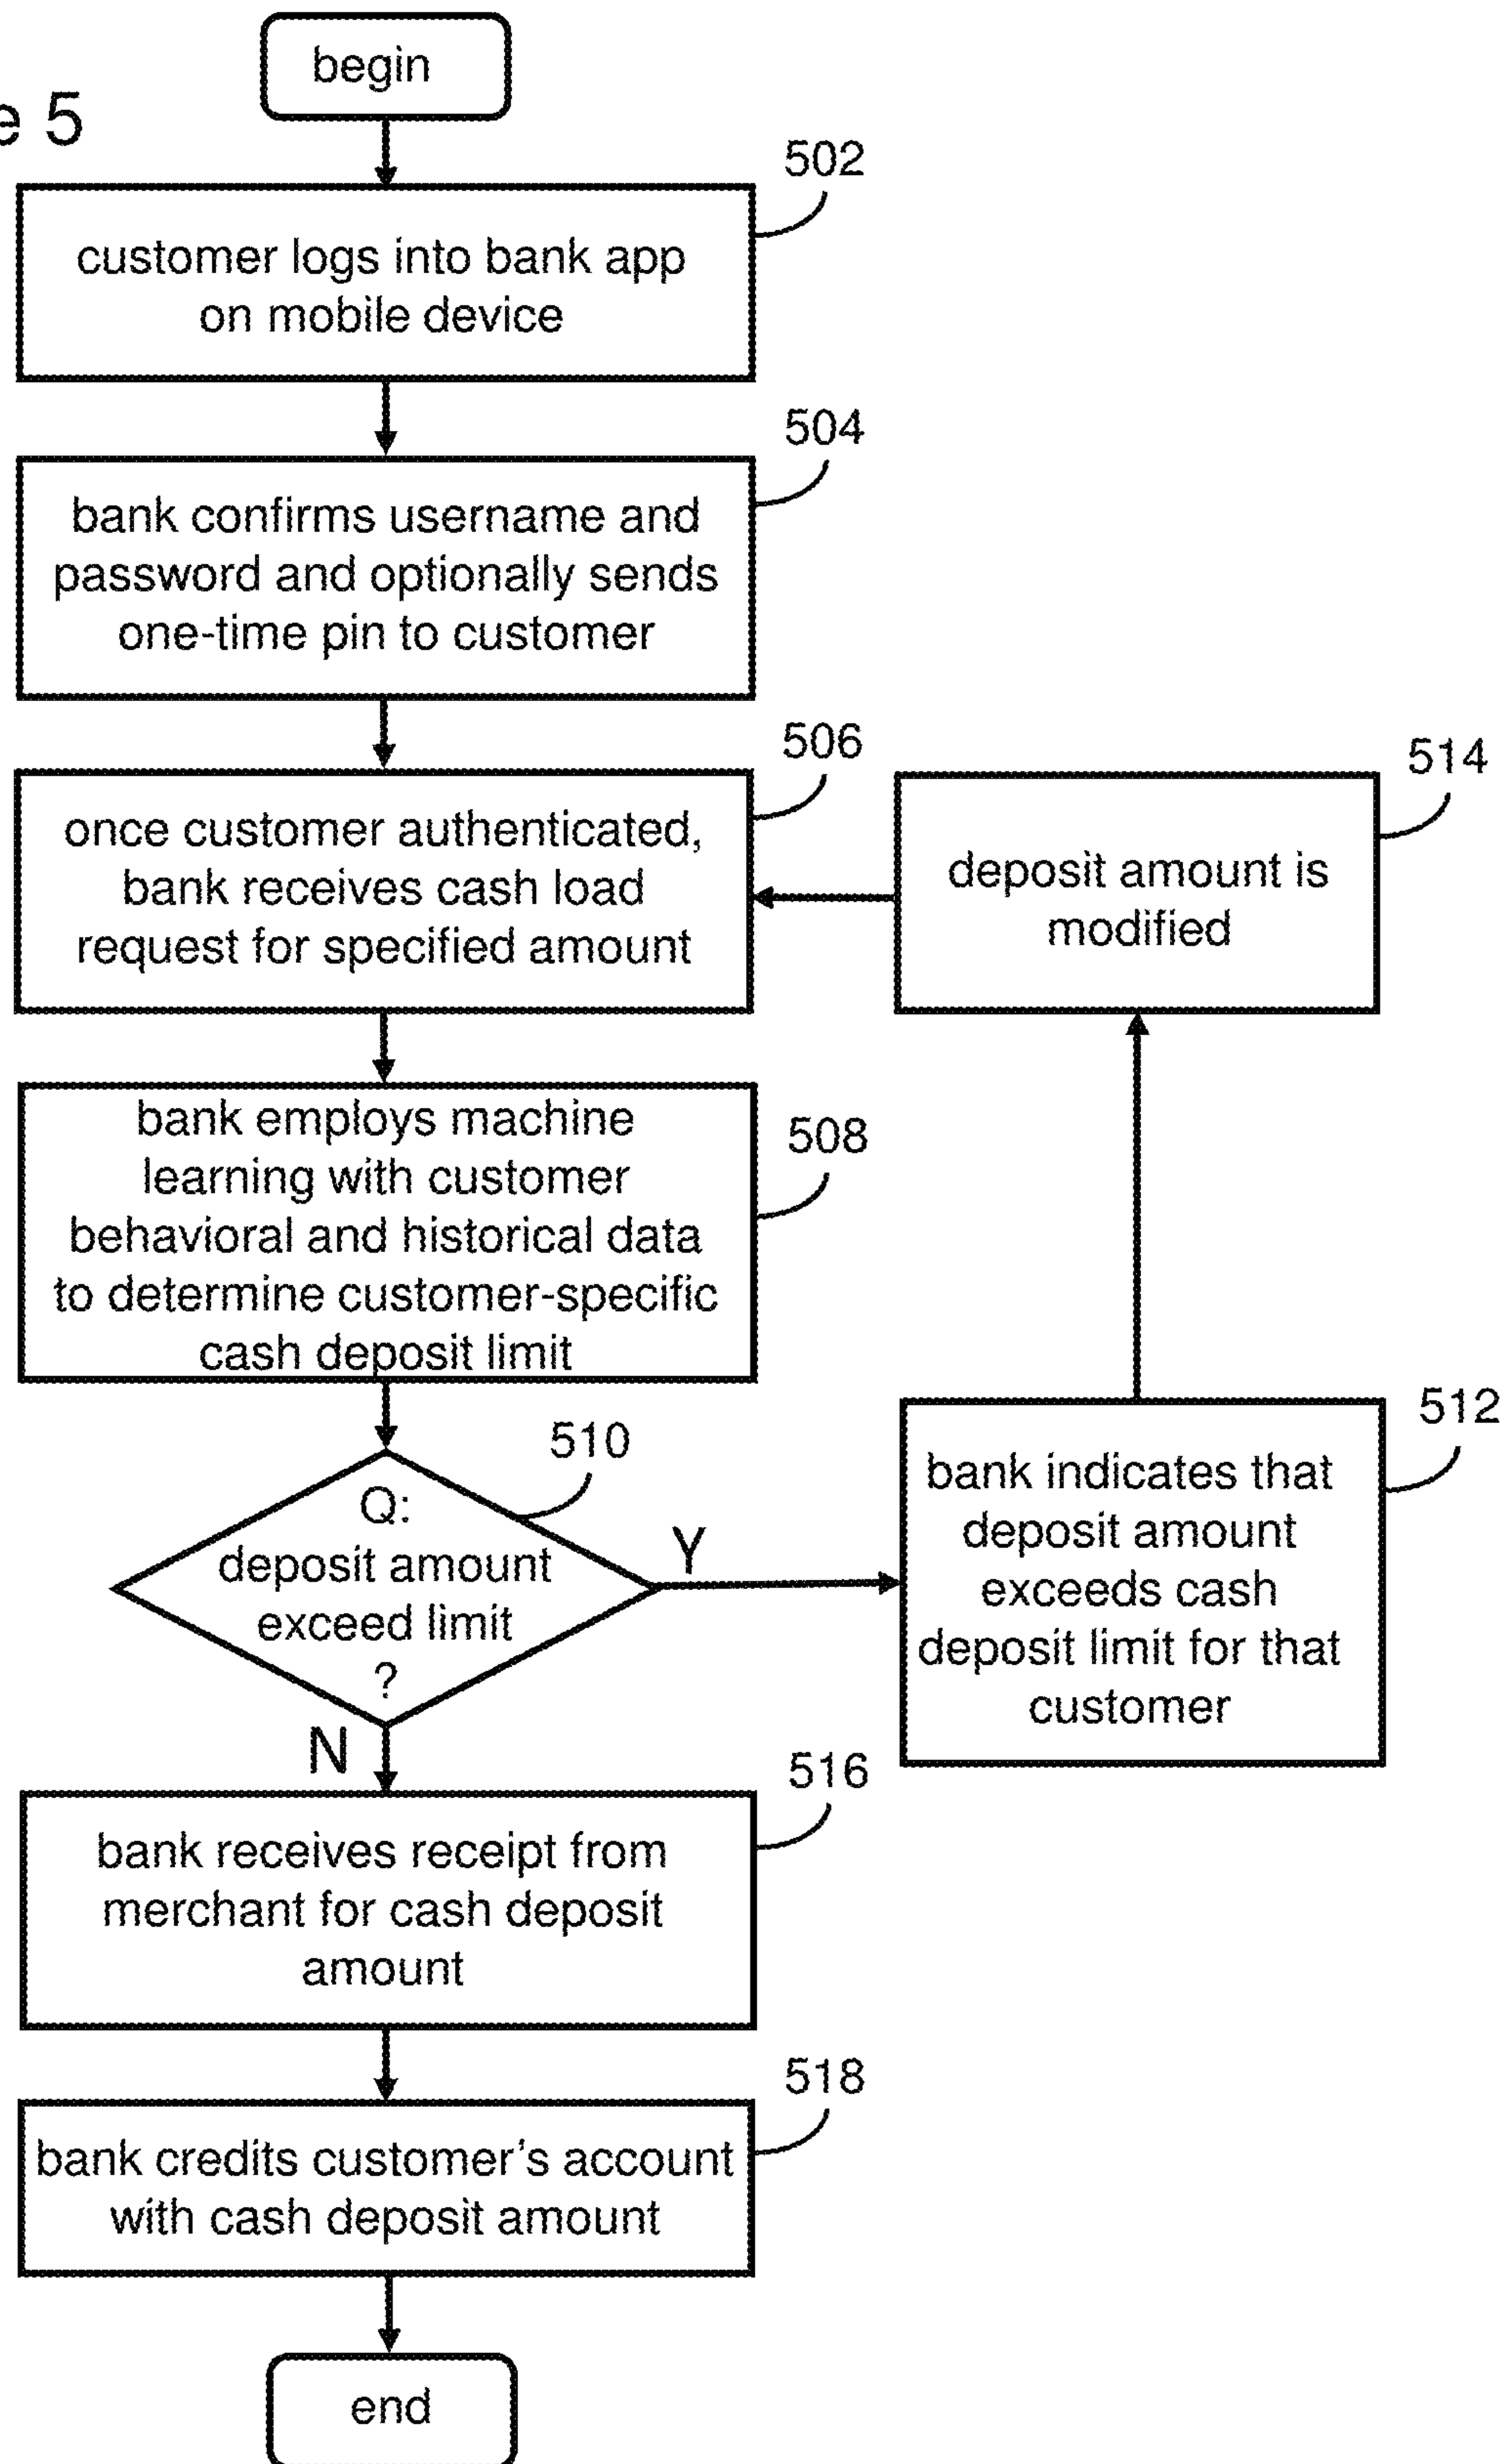 begin
e 5
502
customer logs into bank app
on mobile device
504
bank confirms username and
password and optionally sends
one-time pin to customer
506
once customer authenticated,
bank receives cash load
request for specified amount
514
deposit amount is
modified
508
bank employs machine
learning with customer
behavioral and historical data
to determine customer-specific
cash deposit limit
510
Q:
deposit amount
exceed limit
?
Y
N
512
bank indicates that
deposit amount
exceeds cash
deposit limit for that
customer
516
bank receives receipt from
merchant for cash deposit
amount
518
bank credits customer's account
with cash deposit amount
end